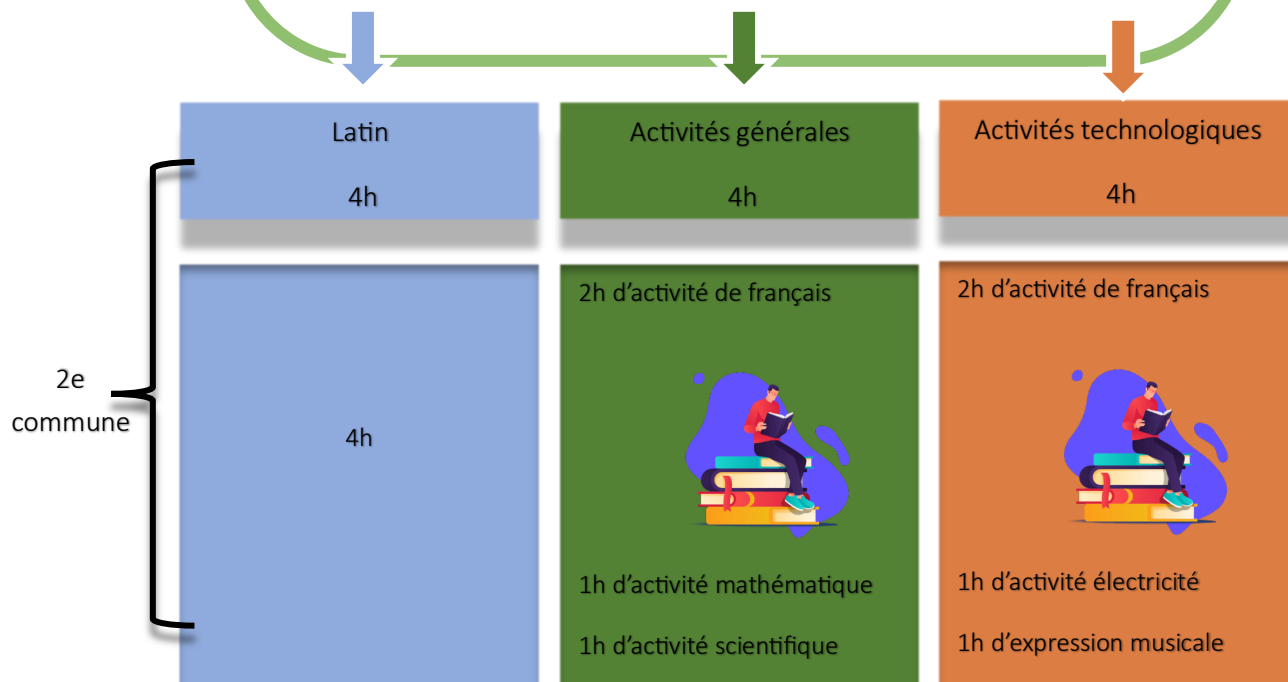 Latin
4h
Activités générales
4h
Activités technologiques
4h
2e
commune
4h
2h d’activité de français
1h d’activité mathématique
1h d’activité scientifique
2h d’activité de français
1h d’activité électricité
1h d’expression musicale